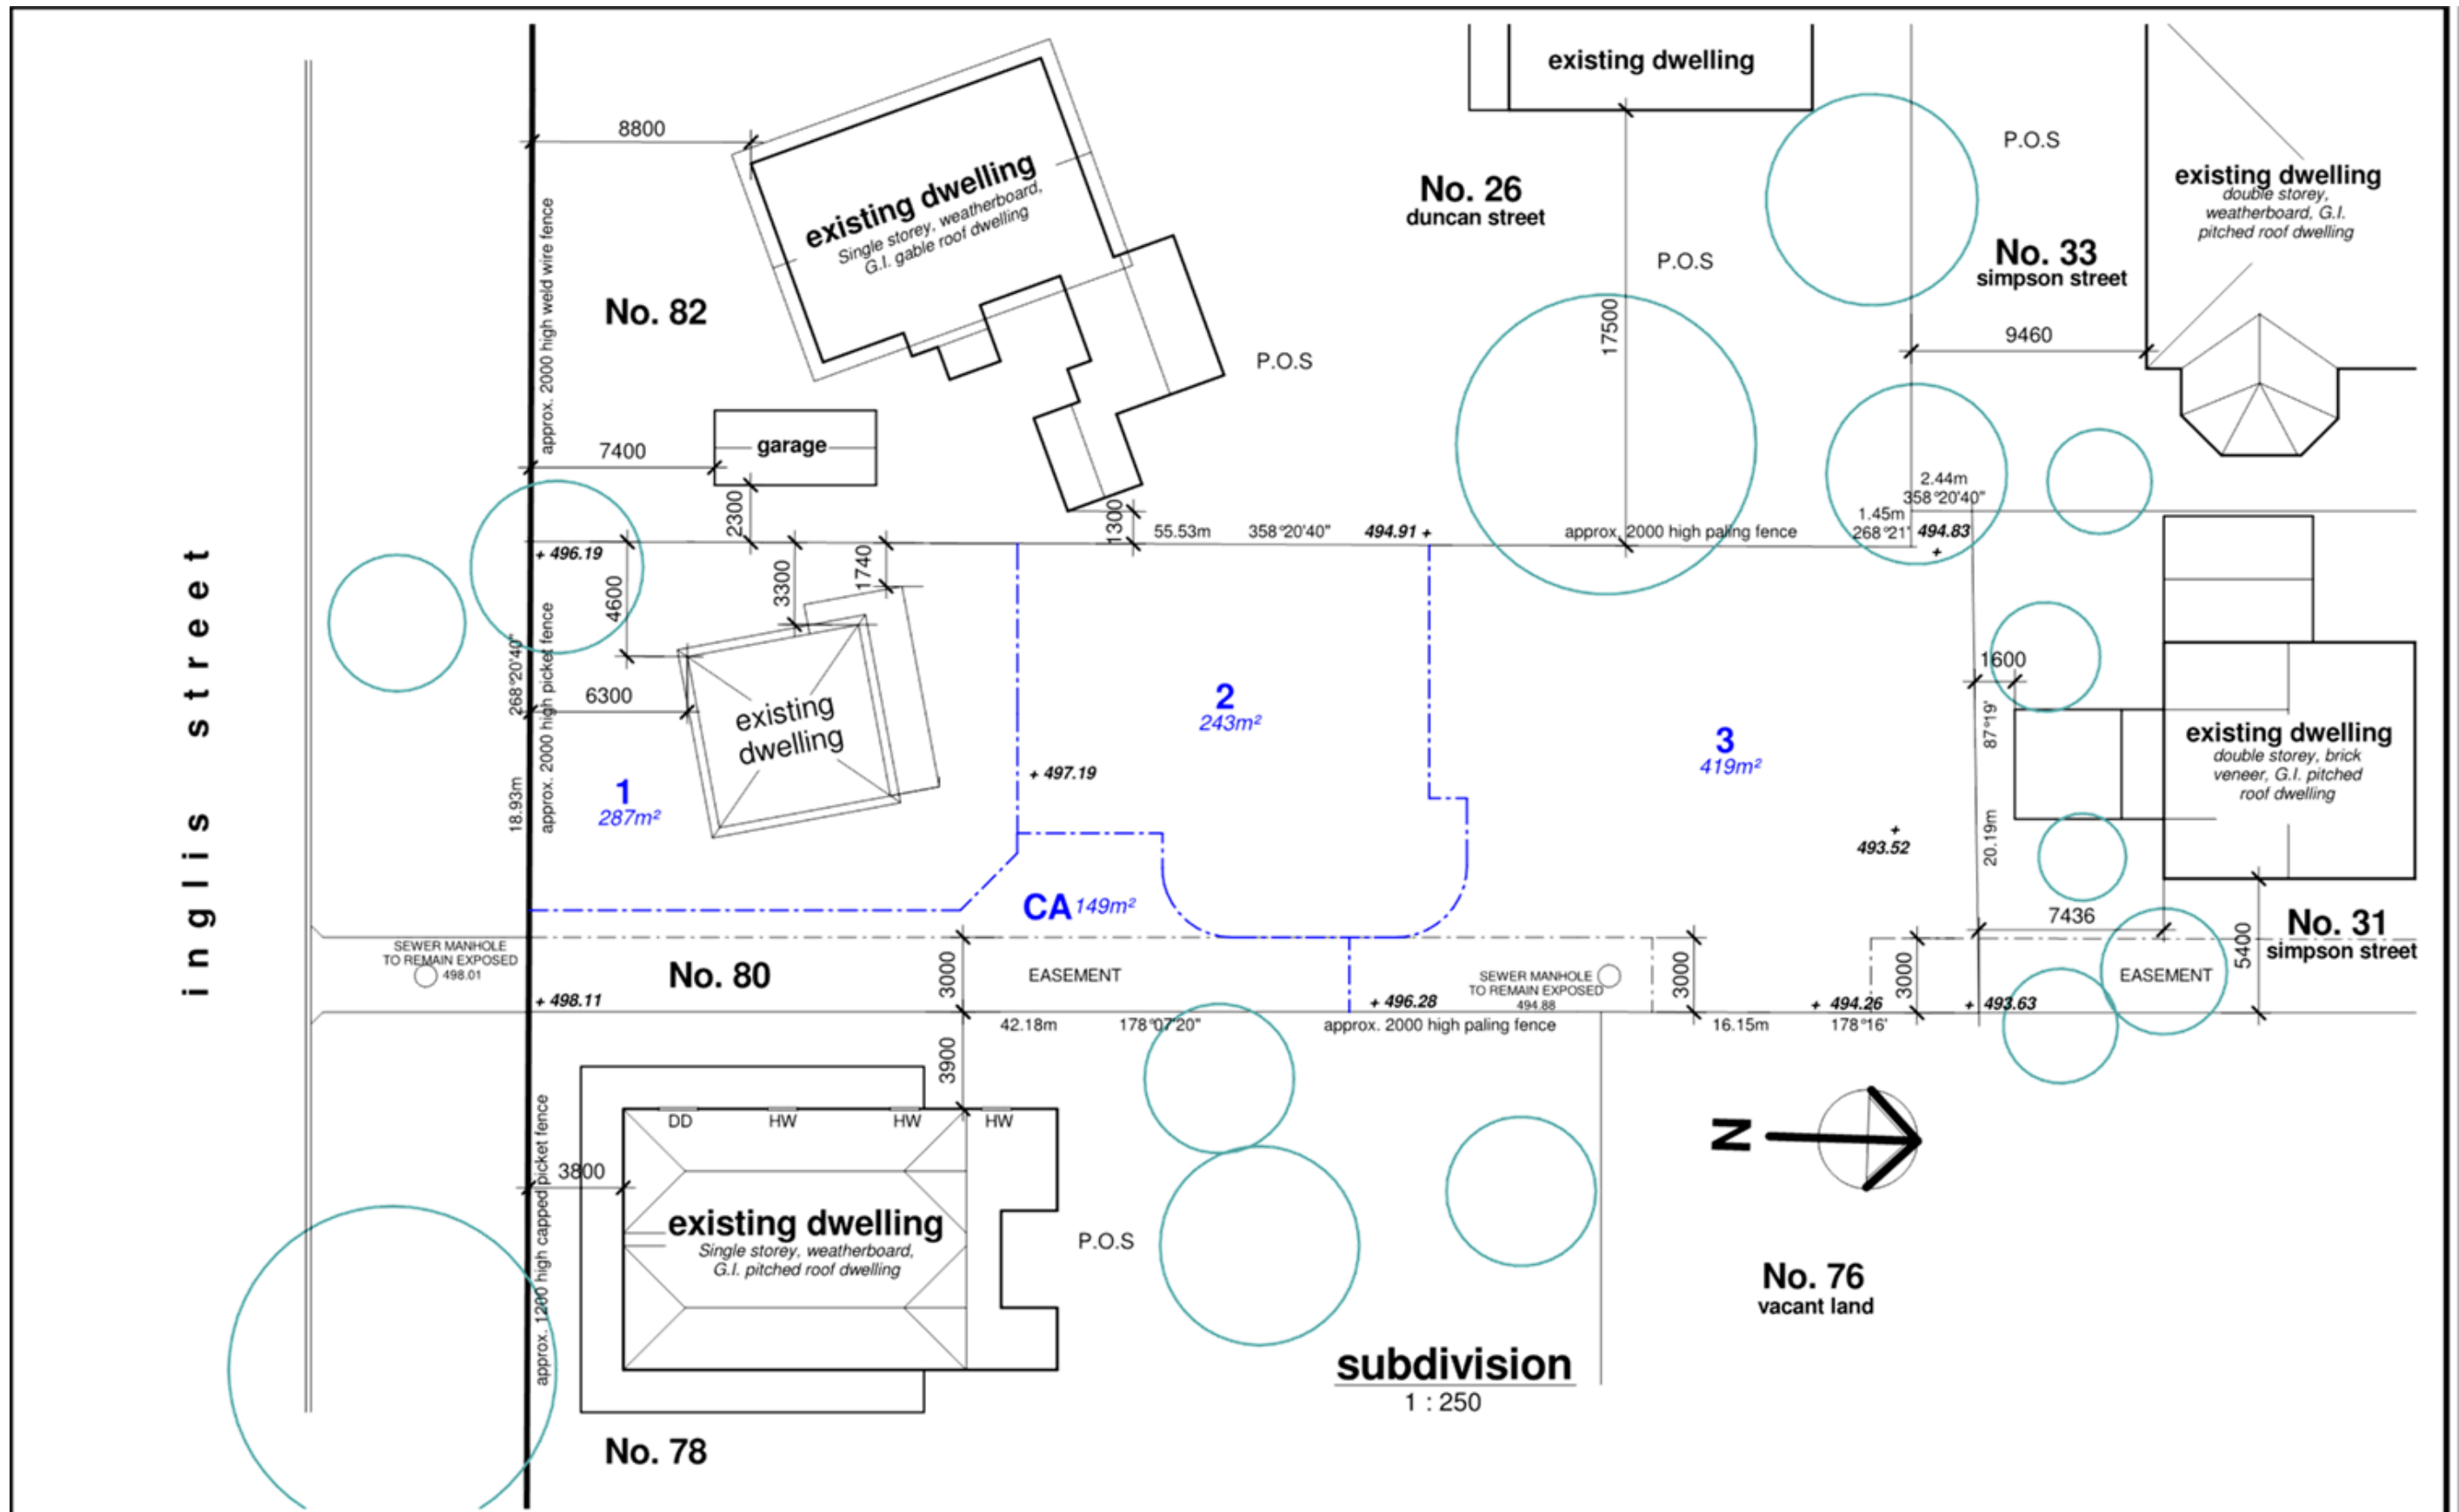 existing dwelling
8800
P.O.S
existing dwelling
Single storey, weatherboard,
G.I. gable roof dwelling
No. 26
duncan street
existing dwelling
double storey,
weatherboard, G.I.
pitched roof dwelling
No. 33
simpson street
P.O.S
approx. 2000 high weld wire fence
No. 82
17500
9460
P.O.S
7400
garage
2300
1300
2.44m
358°20'40"
1.45m
268°21'
494.83
+
55.53m
358°20'40"
494.91 +
approx. 2000 high paling fence
+ 496.19
4600
3300
1740
inglis street
268°20'40"
18.93m
approx. 2000 high picket fence
6300
existing
dwelling
1
287m²
+ 497.19
2
243m²
3
419m²
+
493.52
1600
87°19'
20.19m
existing dwelling
double storey, brick
veneer, G.I. pitched
roof dwelling
CA 149m²
7436
5400
No. 31
simpson street
SEWER MANHOLE
TO REMAIN EXPOSED
498.01
No. 80
3000
EASEMENT
SEWER MANHOLE
TO REMAIN EXPOSED
494.88
3000
3000
EASEMENT
+ 498.11
+ 496.28
+ 494.26
+ 493.63
42.18m
178°07'20"
approx. 2000 high paling fence
16.15m
178°16'
3900
approx. 1200 high capped picket fence
DD
HW
HW
HW
3800
existing dwelling
Single storey, weatherboard,
G.I. pitched roof dwelling
P.O.S
N
No. 76
vacant land
subdivision
1 : 250
No. 78